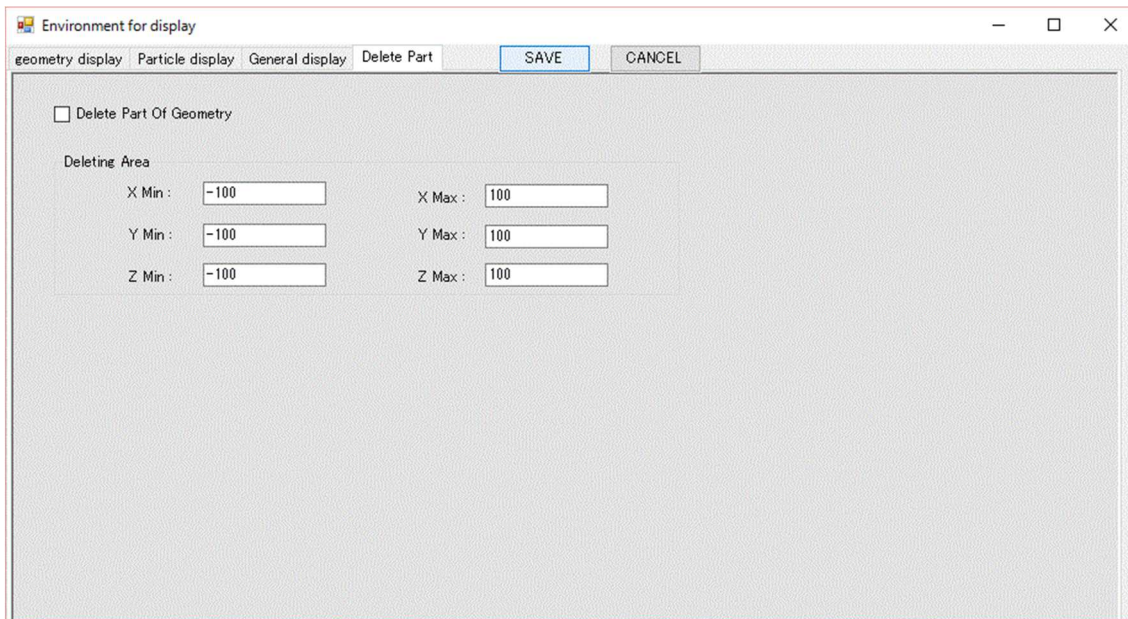 Environment for display
geometry display Particle display General display Delete Part SAVE CANCEL
Delete Part Of Geometry
Deleting Area
X Min : -100 X Max : 100
Y Min : -100 Y Max : 100
Z Min : -100 Z Max : 100